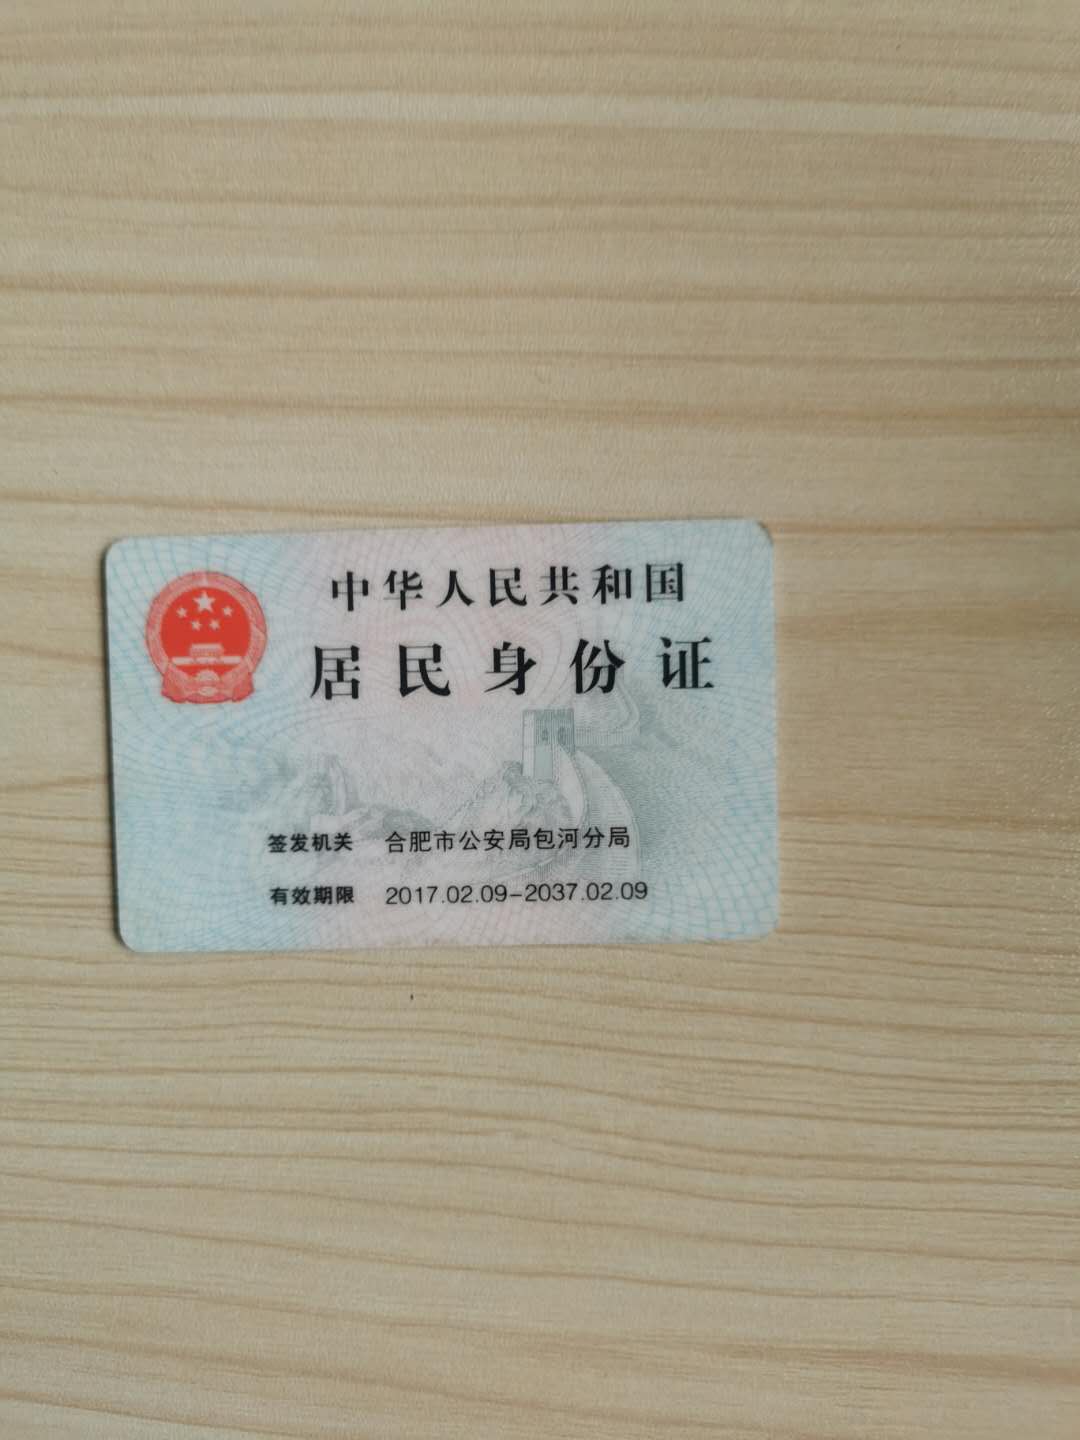 中华人民共和国
居民身份证
签发机关 合肥市公安局包河分局
有效期限 2017.02.09-2037.02.09